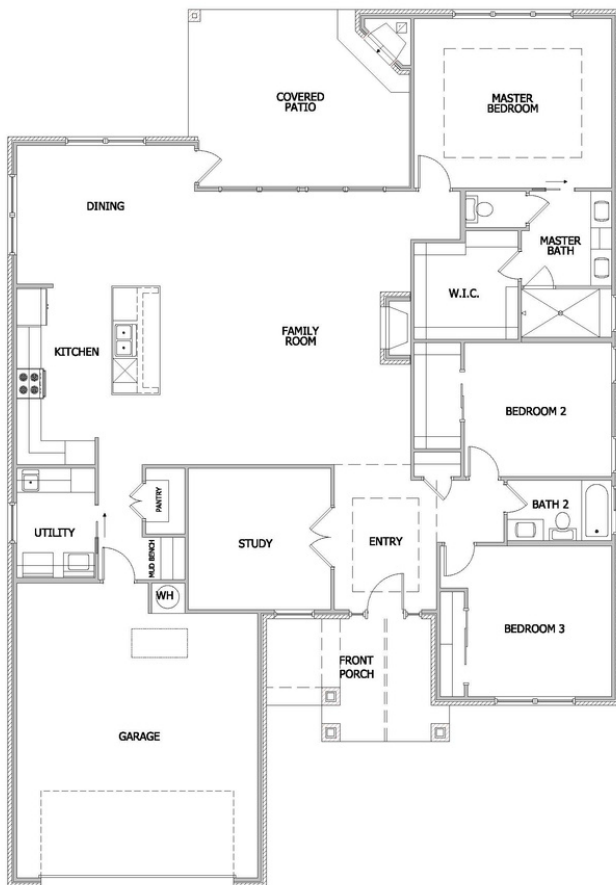 COVERED
PATIO
MASTER
BEDROOM
DINING
MASTER
BATH
W.I.C.
FAMILY
ROOM
KITCHEN
BEDROOM 2
PANTRY
BATH 2
UTILITY
STUDY
ENTRY
MUD BENCH
WH
BEDROOM 3
FRONT
PORCH
GARAGE